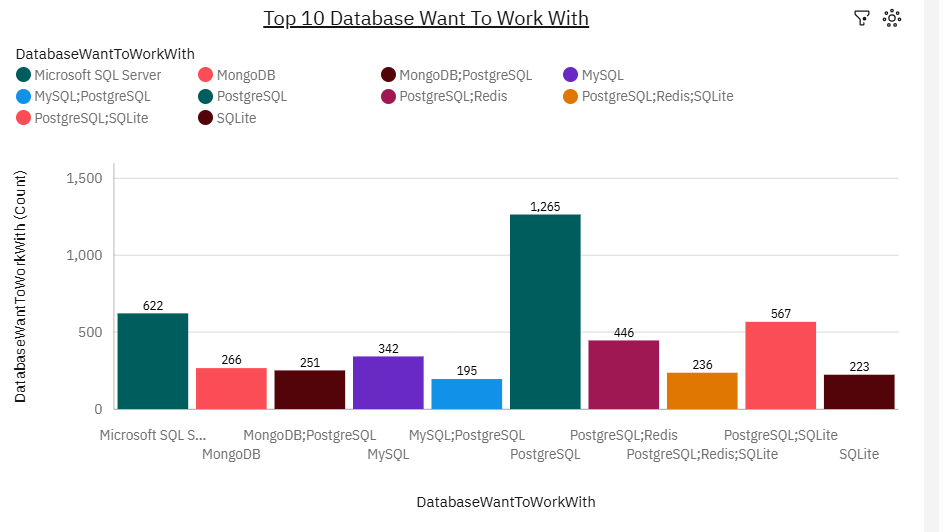 Top 10 Database Want To Work With
DatabaseWantToWorkWith
Microsoft SQL Server MongoDB MongoDB;PostgreSQL MySQL
MySQL;PostgreSQL PostgreSQL PostgreSQL;Redis PostgreSQL;Redis;SQLite
PostgreSQL;SQLite SQLite
DatabaseWantToWorkWith (Count)
1,500
1,000
500
0
622
266
251
342
195
1,265
446
236
567
223
Microsoft SQL S... MongoDB;PostgreSQL MySQL;PostgreSQL PostgreSQL;Redis PostgreSQL;SQLite
MongoDB MySQL PostgreSQL PostgreSQL;Redis;SQLite SQLite
DatabaseWantToWorkWith